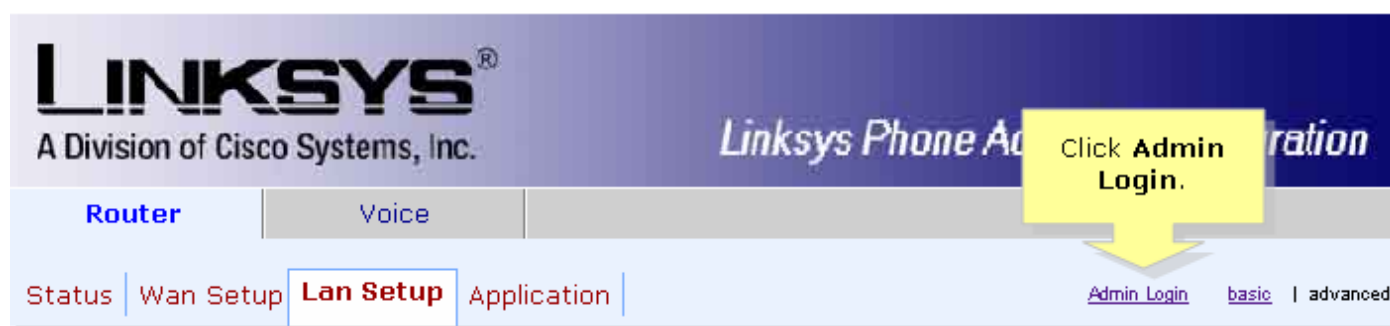 LINKSYS®
A Division of Cisco Systems, Inc.
Linksys Phone Ad ration
Click Admin
Login.
Router Voice
Status Wan Setup Lan Setup Application Admin Login basic | advanced